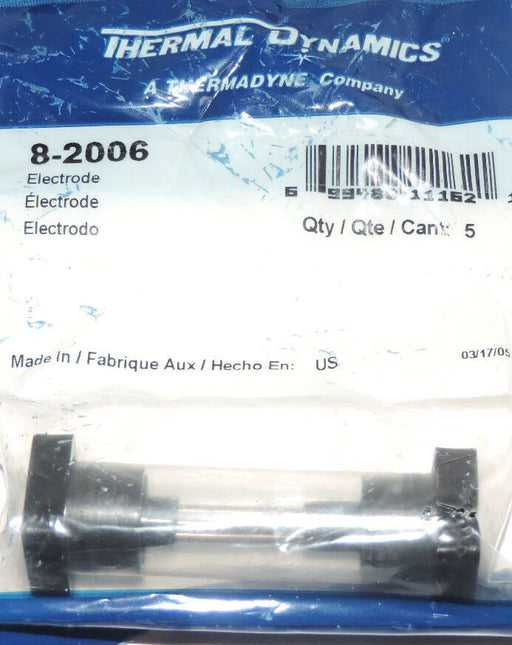 THERMAL DYNAMICS®
A THERMADYNE Company
8-2006
Electrode
Électrode
Electrodo
Qty / Qte / Cant: 5
Made In / Fabrique Aux / Hecho En: US
03/17/05